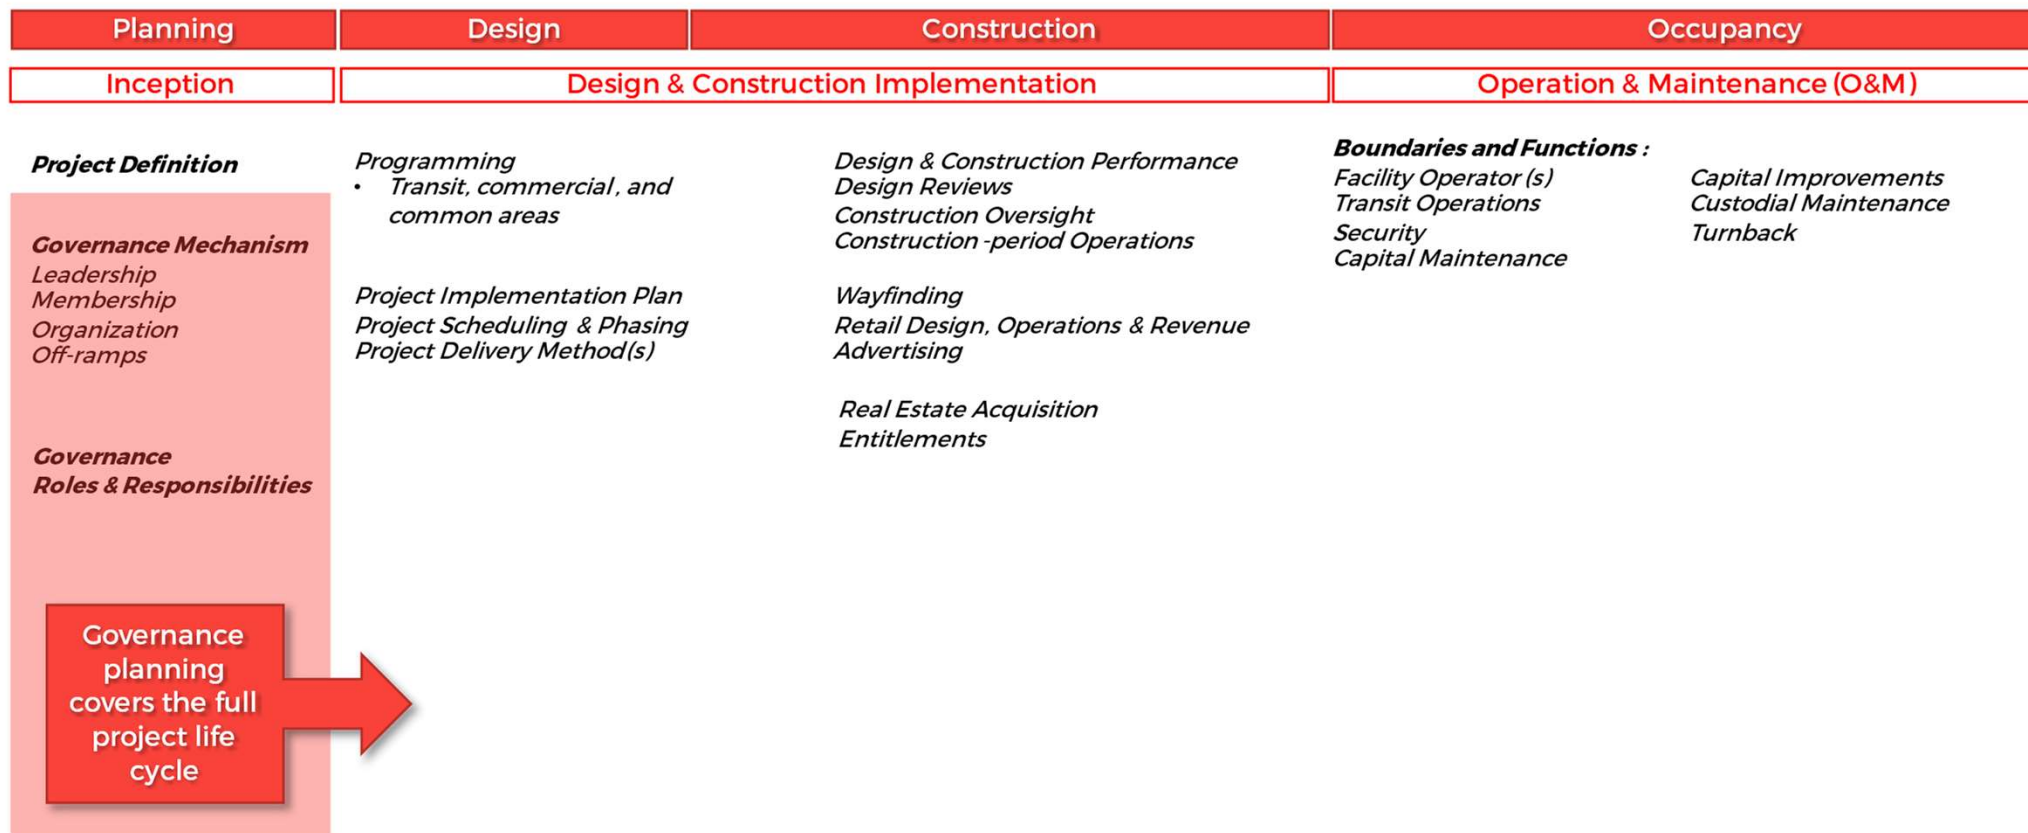 Planning
Design
Construction
Occupancy
Inception
Design & Construction Implementation
Operation & Maintenance (O&M)
Project Definition
Governance Mechanism
Leadership
Membership
Organization
Off-ramps
Governance
Roles & Responsibilities
Governance
planning
covers the full
project life
cycle
Programming
• Transit, commercial, and
common areas
Project Implementation Plan
Project Scheduling & Phasing
Project Delivery Method(s)
Design & Construction Performance
Design Reviews
Construction Oversight
Construction -period Operations
Wayfinding
Retail Design, Operations & Revenue
Advertising
Real Estate Acquisition
Entitlements
Boundaries and Functions :
Facility Operator (s)
Transit Operations
Security
Capital Maintenance
Capital Improvements
Custodial Maintenance
Turnback